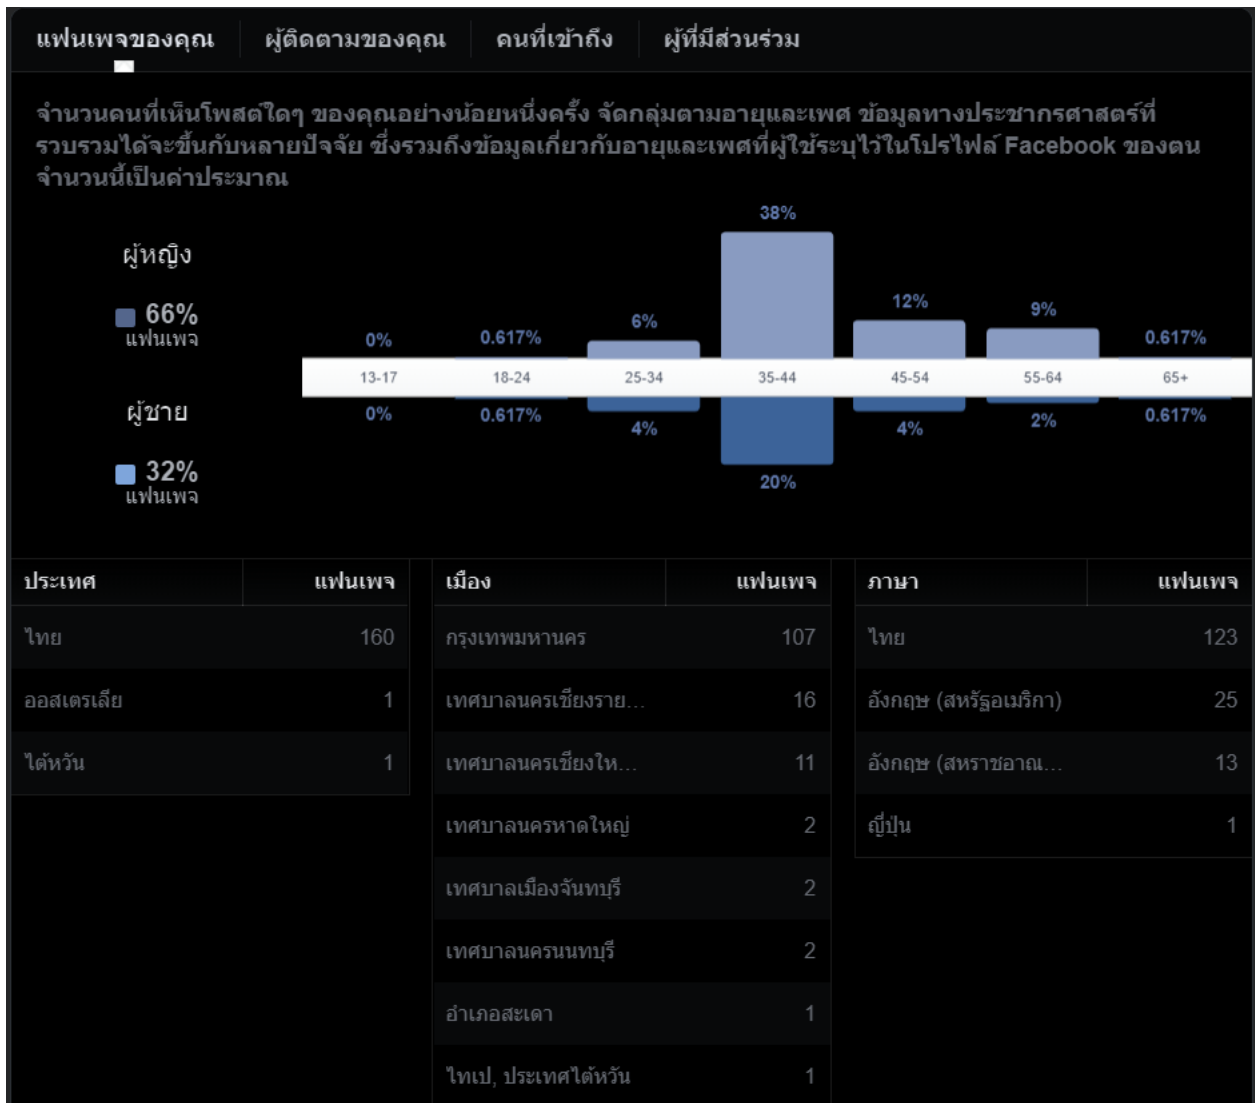 แฟนเพจของคุณ ผู้ติดตามของคุณ คนที่เข้าถึง ผู้ที่มีส่วนร่วม
จำนวนคนที่เห็นโพสต์ใดๆ ของคุณอย่างน้อยหนึ่งครั้ง จัดกลุ่มตามอายุและเพศ ข้อมูลทางประชากรศาสตร์ที่
รวบรวมได้จะขึ้นกับหลายปัจจัย ซึ่งรวมถึงข้อมูลเกี่ยวกับอายุและเพศที่ผู้ใช้ระบุไว้ในโปรไฟล์ Facebook ของตน
จำนวนนี้เป็นค่าประมาณ
ผู้หญิง
66%
แฟนเพจ
0% 0.617% 6% 38% 12% 9% 0.617%
13-17 18-24 25-34 35-44 45-54 55-64 65+
ผู้ชาย
0% 0.617% 4% 20% 4% 2% 0.617%
32%
แฟนเพจ
ประเทศ แฟนเพจ
ไทย 160
ออสเตรเลีย 1
ไต้หวัน 1
เมือง แฟนเพจ
กรุงเทพมหานคร 107
เทศบาลนครเชียงราย... 16
เทศบาลนครเชียงให... 11
เทศบาลนครหาดใหญ่ 2
เทศบาลเมืองจันทบุรี 2
เทศบาลนครนนทบุรี 2
อำเภอสะเดา 1
ไทเป, ประเทศไต้หวัน 1
ภาษา แฟนเพจ
ไทย 123
อังกฤษ (สหรัฐอเมริกา) 25
อังกฤษ (สหราชอาณ... 13
ญี่ปุ่น 1